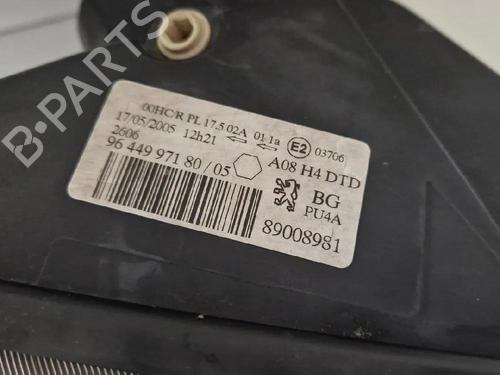 00HC/R PL 17.5 02A 01 1a E2 03706
17/05/2005 12h21
2606
96 449 971 80 / 05 A08 H4 DTD
BG
PU4A
89008981
B-PARTS